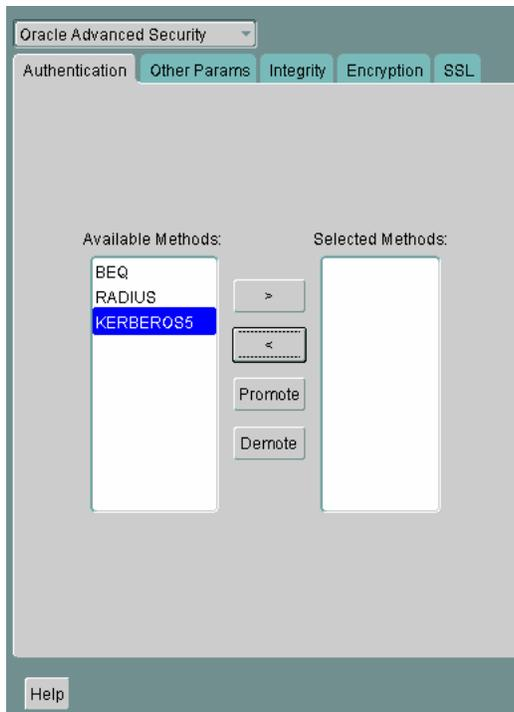 Oracle Advanced Security
Authentication Other Params Integrity Encryption SSL
Available Methods: Selected Methods:
BEQ
RADIUS
KERBEROS5
>
<
Promote
Demote
Help